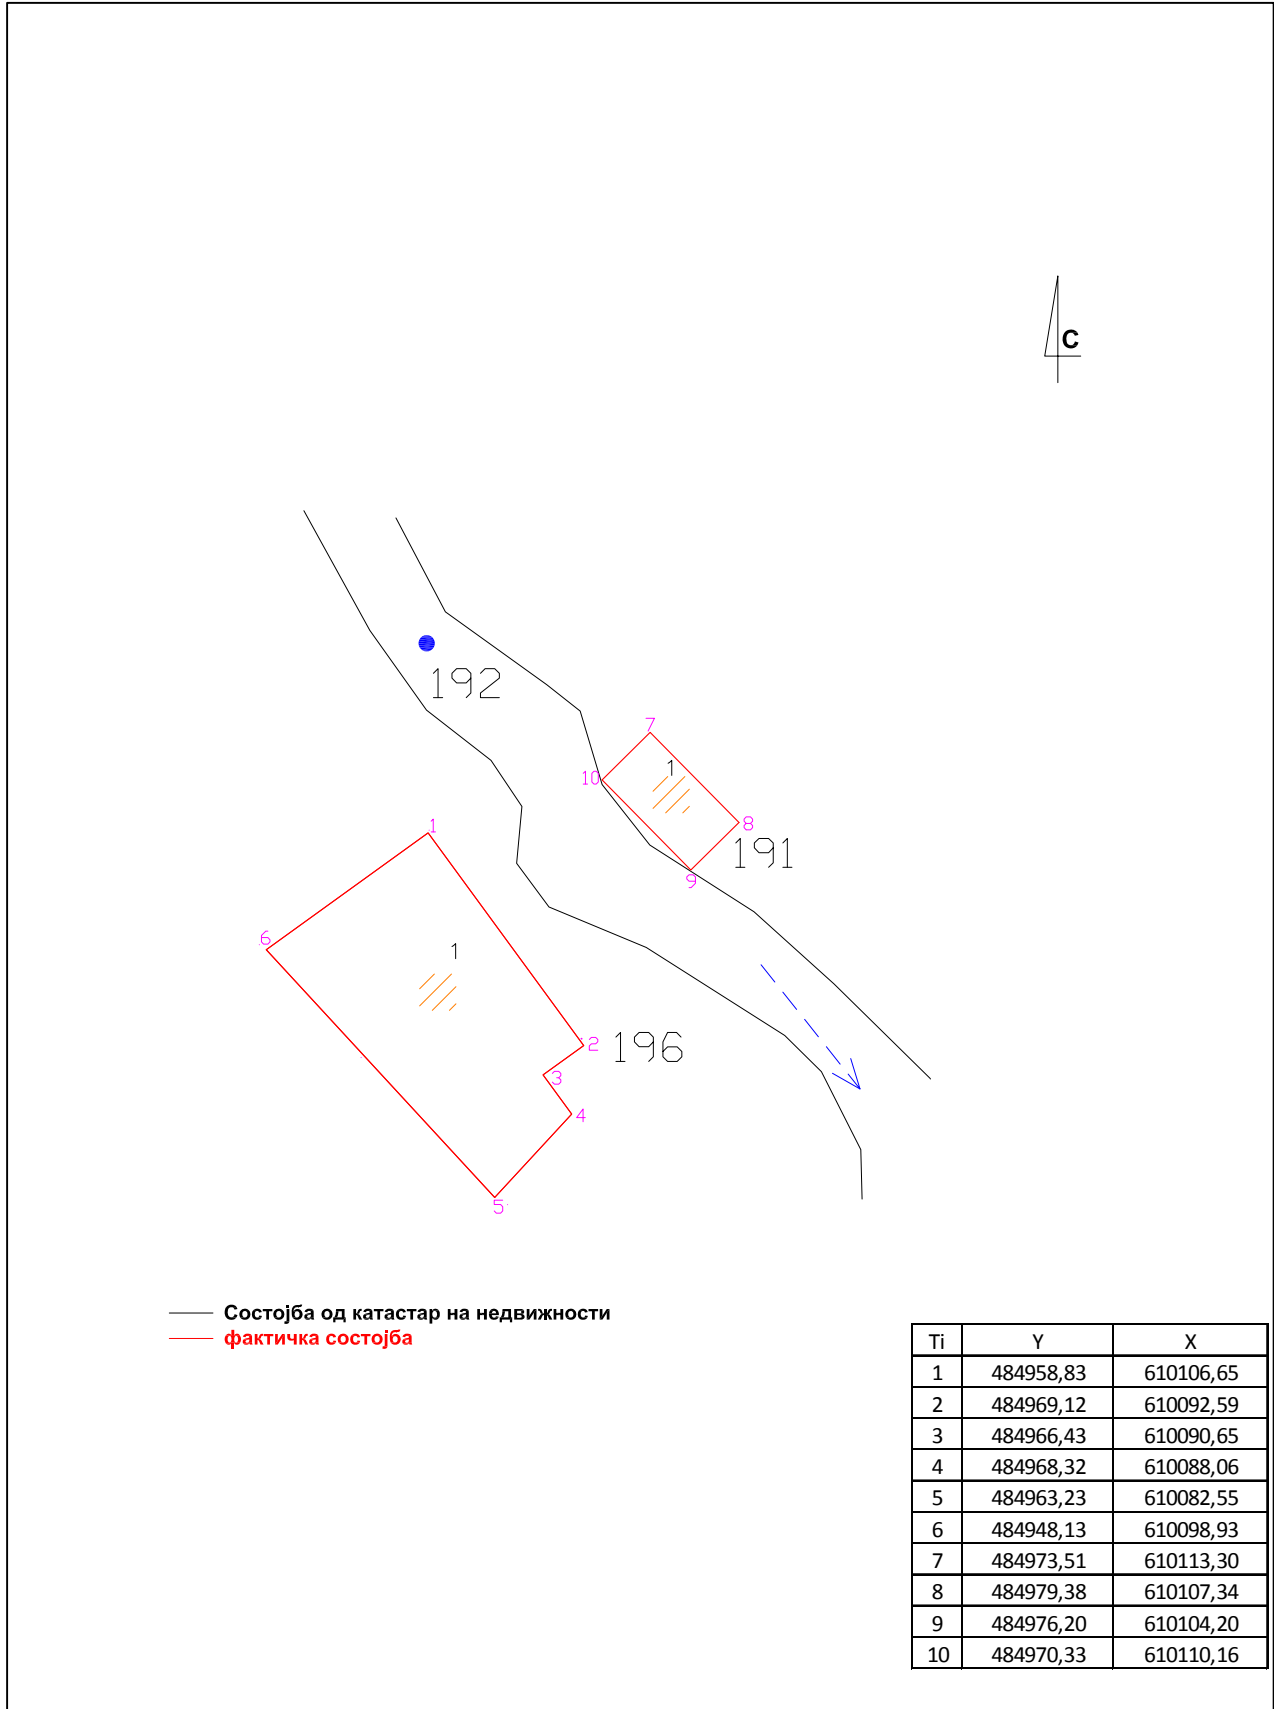 С
192
7
1
10
8
191
9
1
6
1
2
196
3
4
5
Состојба од катастар на недвижности
фактичка состојба
Ti Y X
1 484958,83 610106,65
2 484969,12 610092,59
3 484966,43 610090,65
4 484968,32 610088,06
5 484963,23 610082,55
6 484948,13 610098,93
7 484973,51 610113,30
8 484979,38 610107,34
9 484976,20 610104,20
10 484970,33 610110,16